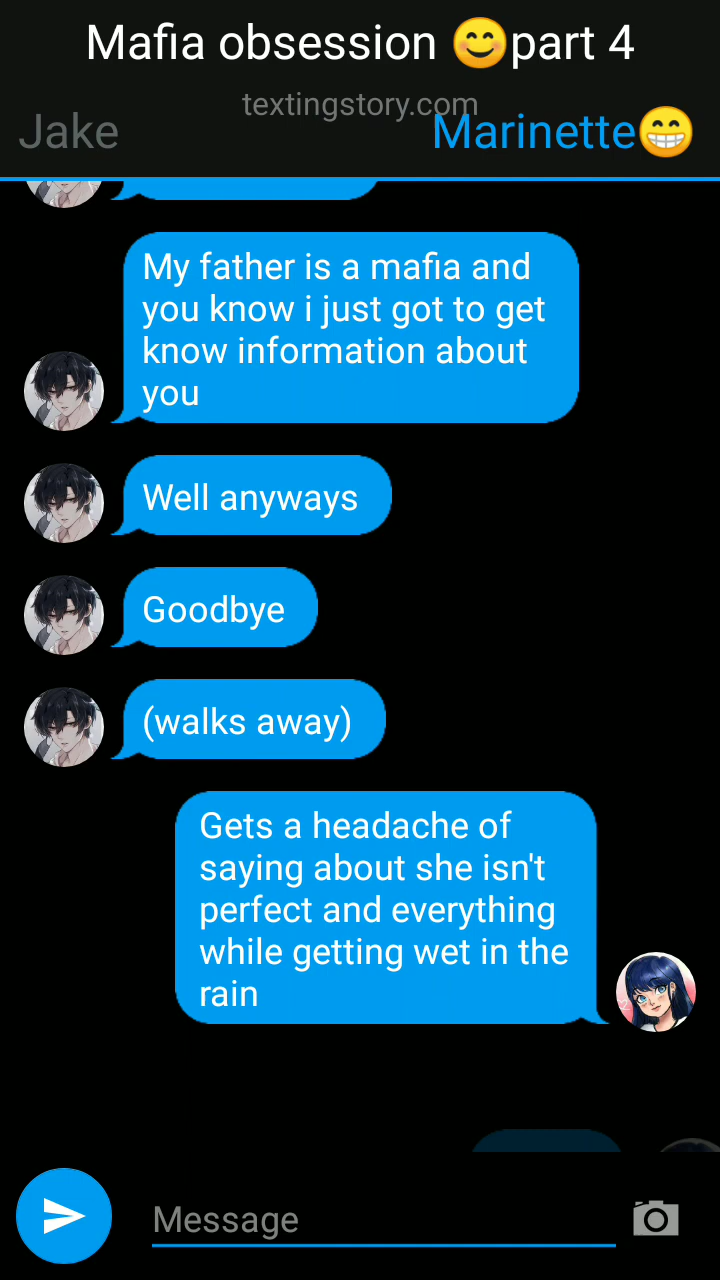 Mafia obsession 😊part 4
textingstory.com
Jake
Marinette😁
My father is a mafia and
you know i just got to get
know information about
you
Well anyways
Goodbye
(walks away)
Gets a headache of
saying about she isn't
perfect and everything
while getting wet in the
rain
Message